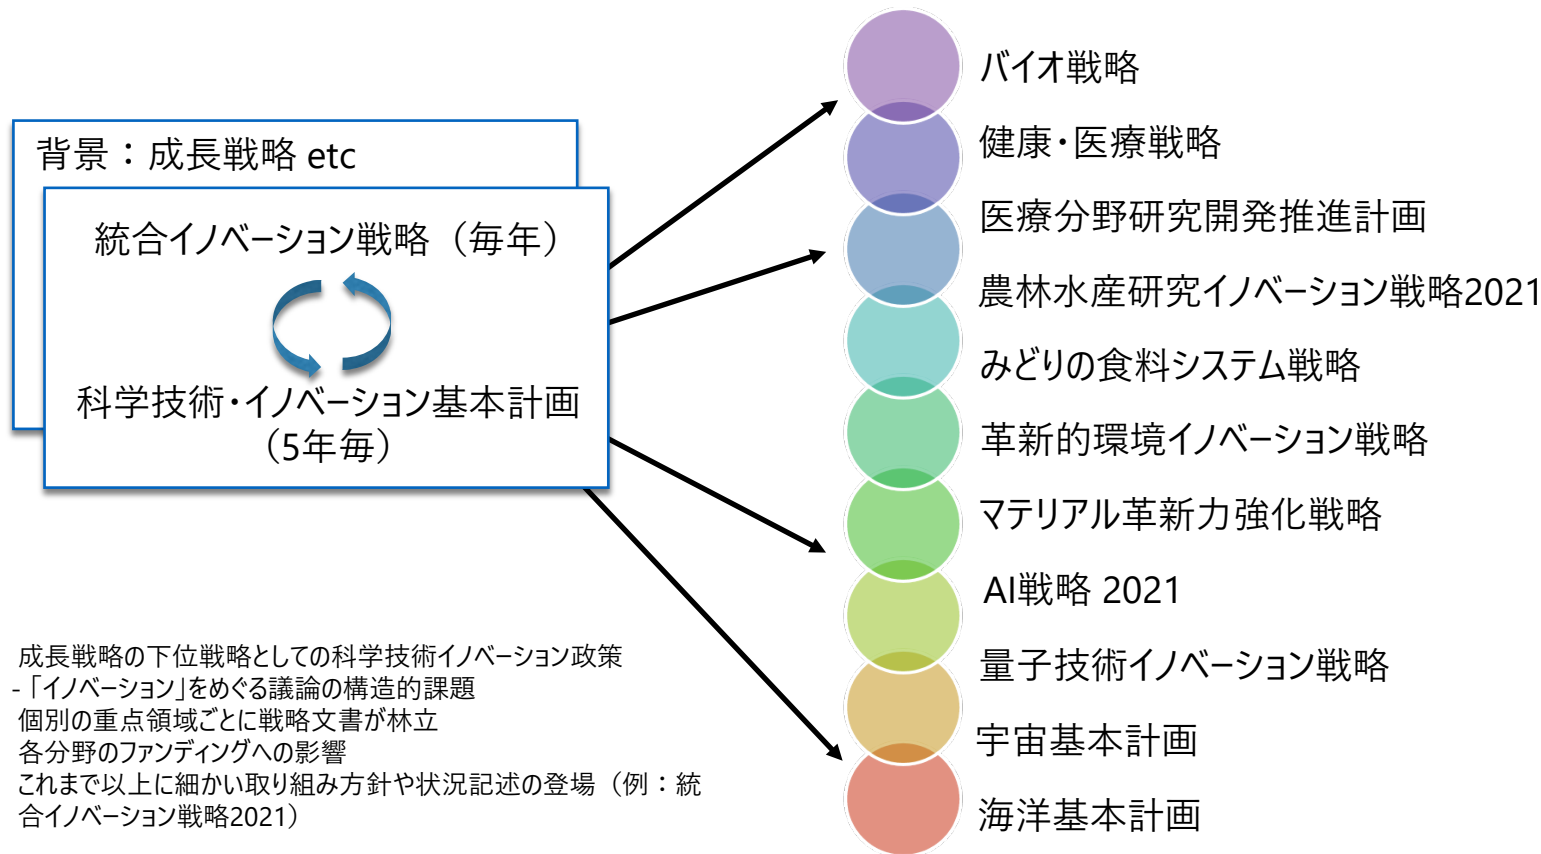 背景：成長戦略 etc
統合イノベーション戦略（毎年）
科学技術・イノベーション基本計画
（5年毎）
バイオ戦略
健康・医療戦略
医療分野研究開発推進計画
農林水産研究イノベーション戦略2021
みどりの食料システム戦略
革新的環境イノベーション戦略
マテリアル革新力強化戦略
AI戦略 2021
量子技術イノベーション戦略
宇宙基本計画
海洋基本計画
成長戦略の下位戦略としての科学技術イノベーション政策
-「イノベーション」をめぐる議論の構造的課題
個別の重点領域ごとに戦略文書が林立
各分野のファンディングへの影響
これまで以上に細かい取り組み方針や状況記述の登場（例：統
合イノベーション戦略2021）